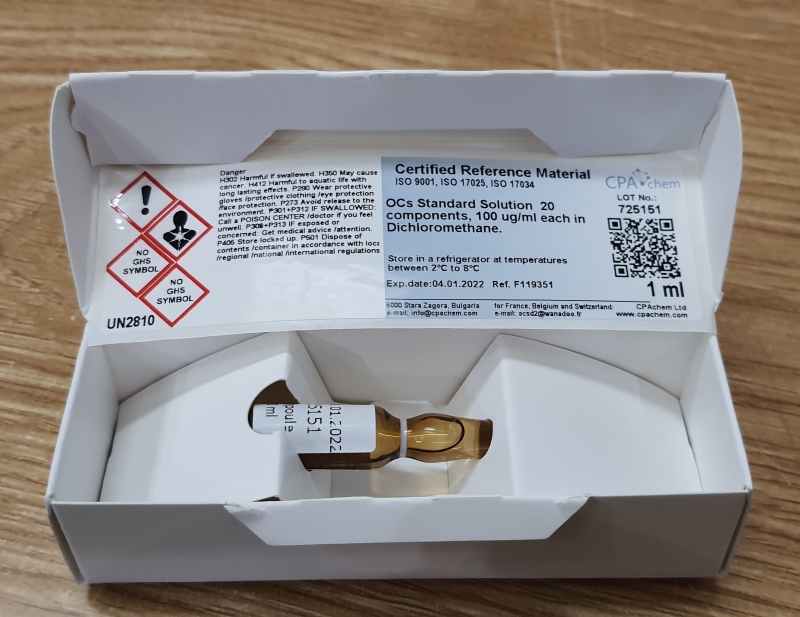 Danger
H302 Harmful if swallowed. H350 May cause
cancer. H412 Harmful to aquatic life with
long lasting effects. P280 Wear protective
gloves /protective clothing /eye protection
/face protection. P273 Avoid release to the
environment. P301+P312 IF SWALLOWED:
Call a POISON CENTER /doctor if you feel
unwell. P308+P313 IF exposed or
concerned: Get medical advice /attention.
P405 Store locked up. P501 Dispose of
contents /container in accordance with local
/regional /national /international regulations
NO
GHS
SYMBOL
NO
GHS
SYMBOL
UN2810
Certified Reference Material
ISO 9001, ISO 17025, ISO 17034
OCs Standard Solution 20
components, 100 ug/ml each in
Dichloromethane.
Store in a refrigerator at temperatures
between 2°C to 8°C
Exp.date:04.01.2022 Ref. F119351
CPAchem
LOT No.:
725151
1 ml
6000 Stara Zagora, Bulgaria
e-mail: info@cpachem.com
for France, Belgium and Switzerland:
e-mail: acsd2@wanadoo.fr
CPAchem Ltd
www.cpachem.com
.01.2022
5151
poule
ml